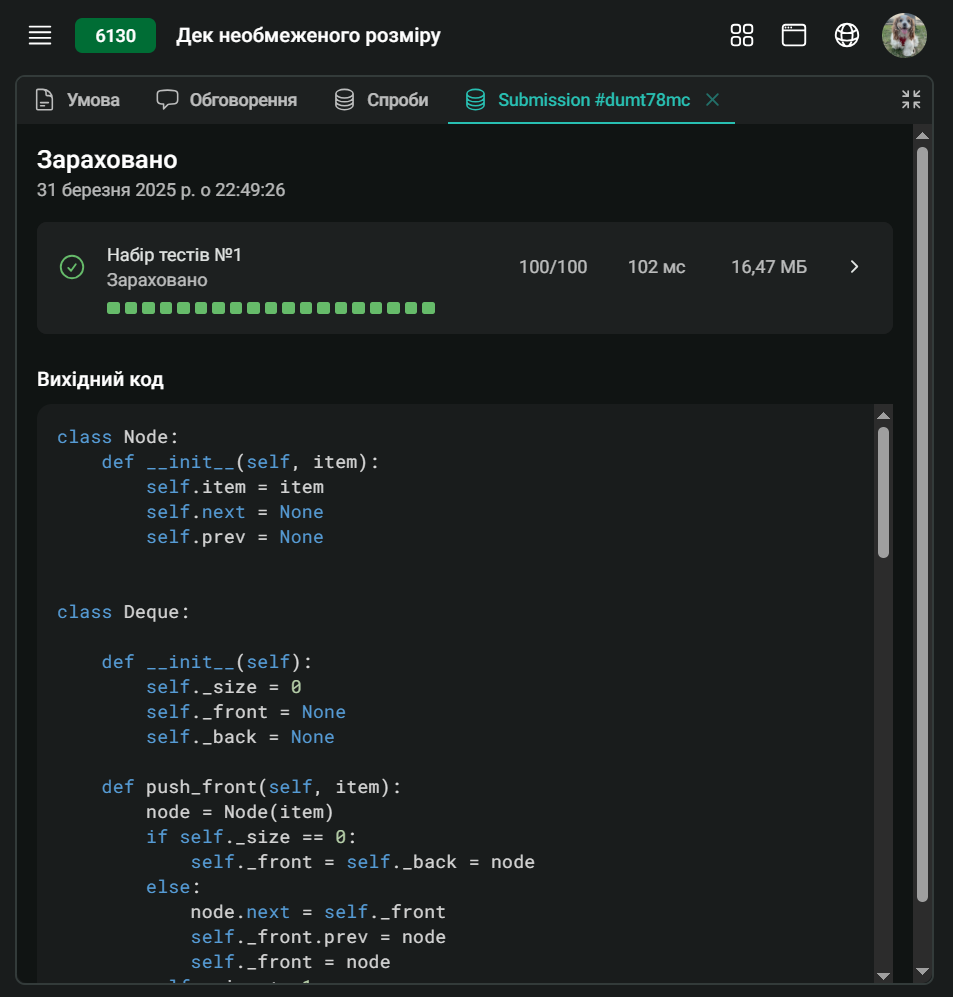 6130 Дек необмеженого розміру
Умова Обговорення Спроби Submission #dumt78mc
Зараховано
31 березня 2025 р. о 22:49:26
Набір тестів №1
Зараховано
100/100 102 мс 16,47 МБ
Вихідний код
class Node:
    def __init__(self, item):
        self.item = item
        self.next = None
        self.prev = None
class Deque:
    def __init__(self):
        self._size = 0
        self._front = None
        self._back = None
    def push_front(self, item):
        node = Node(item)
        if self._size == 0:
            self._front = self._back = node
        else:
            node.next = self._front
            self._front.prev = node
            self._front = node